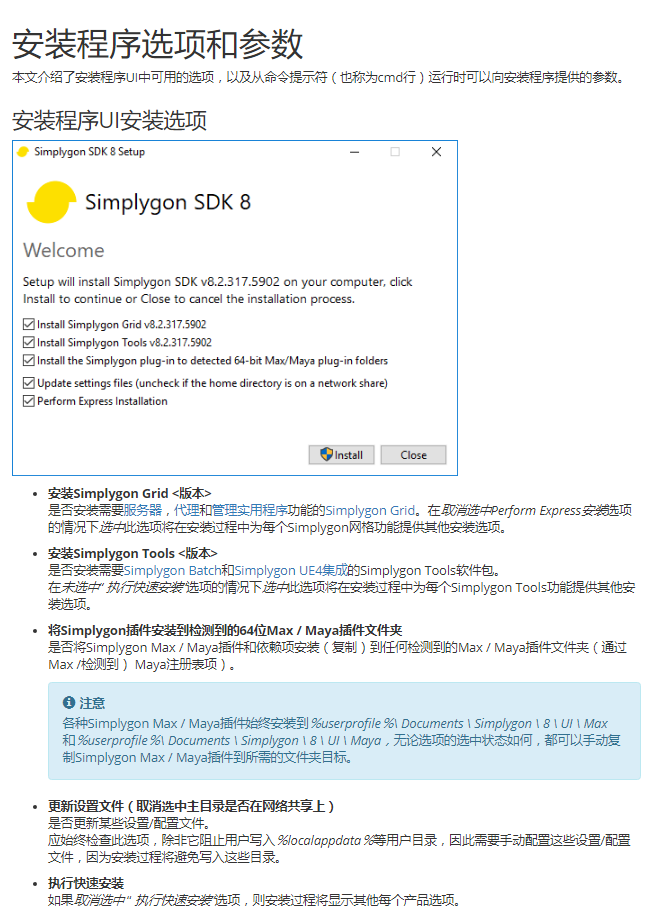 安装程序选项和参数
本文介绍了安装程序UI中可用的选项，以及从命令提示符（也称为cmd行）运行时可以向安装程序提供的参数。
安装程序UI安装选项
Simplygon SDK 8 Setup
Simplygon SDK 8
Welcome
Setup will install Simplygon SDK v8.2.317.5902 on your computer, click
Install to continue or Close to cancel the installation process.
Install Simplygon Grid v8.2.317.5902
Install Simplygon Tools v8.2.317.5902
Install the Simplygon plug-in to detected 64-bit Max/Maya plug-in folders
Update settings files (uncheck if the home directory is on a network share)
Perform Express Installation
Install Close
安装Simplygon Grid <版本>
是否安装需要服务器，代理和管理实用程序功能的Simplygon Grid。在取消选中Perform Express安装选项
的情况下选中此选项将在安装过程中为每个Simplygon网格功能提供其他安装选项。
安装Simplygon Tools <版本>
是否安装需要Simplygon Batch和Simplygon UE4集成的Simplygon Tools软件包。
在未选中“ 执行快速安装”选项的情况下选中此选项将在安装过程中为每个Simplygon Tools功能提供其他安
装选项。
将Simplygon插件安装到检测到的64位Max / Maya插件文件夹
是否将Simplygon Max / Maya插件和依赖项安装（复制）到任何检测到的Max / Maya插件文件夹（通过
Max /检测到） Maya注册表项）。
注意
各种Simplygon Max / Maya插件始终安装到％userprofile％\ Documents \ Simplygon \ 8 \ UI \ Max
和％userprofile％\ Documents \ Simplygon \ 8 \ UI \ Maya，无论选项的选中状态如何，都可以手动复
制Simplygon Max / Maya插件到所需的文件夹目标。
更新设置文件（取消选中主目录是否在网络共享上）
是否更新某些设置/配置文件。
应始终检查此选项，除非它阻止用户写入％localappdata％等用户目录，因此需要手动配置这些设置/配置
文件，因为安装过程将避免写入这些目录。
执行快速安装
如果取消选中“ 执行快速安装”选项，则安装过程将显示其他每个产品选项。